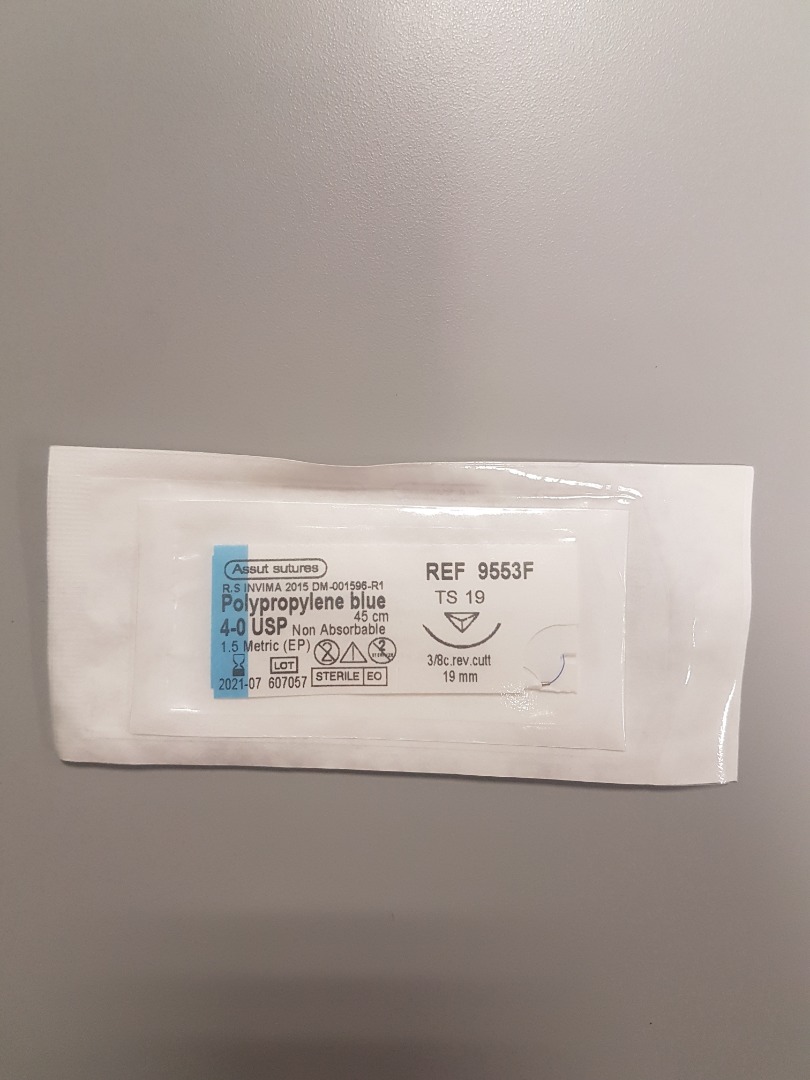 Assut sutures
R.S INVIMA 2015 DM-001596-R1
Polypropylene blue
45 cm
4-0 USP Non Absorbable
1.5 Metric (EP)
2
LOT
2021-07 607057
STERILE EO
REF 9553F
TS 19
3/8c.rev.cutt
19 mm